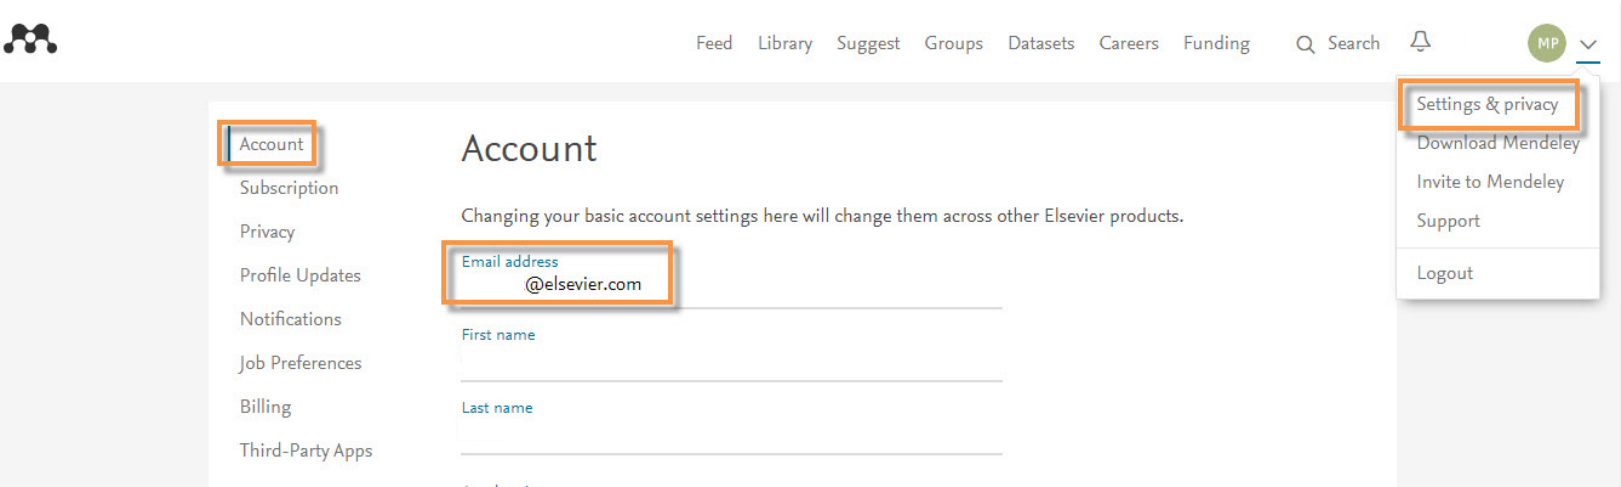 Feed Library Suggest Groups Datasets Careers Funding Search MP
Settings & privacy
Download Mendeley
Invite to Mendeley
Support
Logout
Account
Subscription
Privacy
Profile Updates
Notifications
Job Preferences
Billing
Third-Party Apps
Account
Changing your basic account settings here will change them across other Elsevier products.
Email address
@elsevier.com
First name
Last name